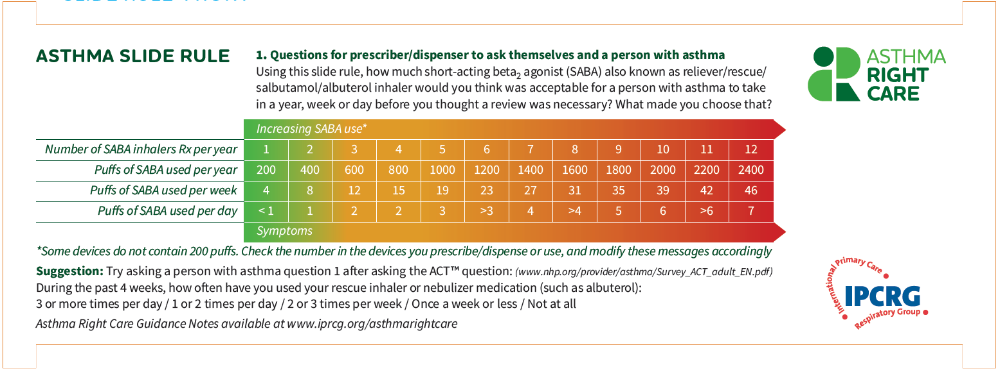 SLIDE RULE FRONT
ASTHMA SLIDE RULE
1. Questions for prescriber/dispenser to ask themselves and a person with asthma
Using this slide rule, how much short-acting beta2 agonist (SABA) also known as reliever/rescue/
salbutamol/albuterol inhaler would you think was acceptable for a person with asthma to take
in a year, week or day before you thought a review was necessary? What made you choose that?
ASTHMA
RIGHT
CARE
Increasing SABA use*
Number of SABA inhalers Rx per year 1 2 3 4 5 6 7 8 9 10 11 12
Puffs of SABA used per year 200 400 600 800 1000 1200 1400 1600 1800 2000 2200 2400
Puffs of SABA used per week 4 8 12 15 19 23 27 31 35 39 42 46
Puffs of SABA used per day < 1 1 2 2 3 >3 4 >4 5 6 >6 7
Symptoms
*Some devices do not contain 200 puffs. Check the number in the devices you prescribe/dispense or use, and modify these messages accordingly
Suggestion: Try asking a person with asthma question 1 after asking the ACT™ question: (www.nhp.org/provider/asthma/Survey_ACT_adult_EN.pdf)
During the past 4 weeks, how often have you used your rescue inhaler or nebulizer medication (such as albuterol):
3 or more times per day / 1 or 2 times per day / 2 or 3 times per week / Once a week or less / Not at all
Asthma Right Care Guidance Notes available at www.iprcg.org/asthmarightcare
International Primary Care
IPCRG
Respiratory Group